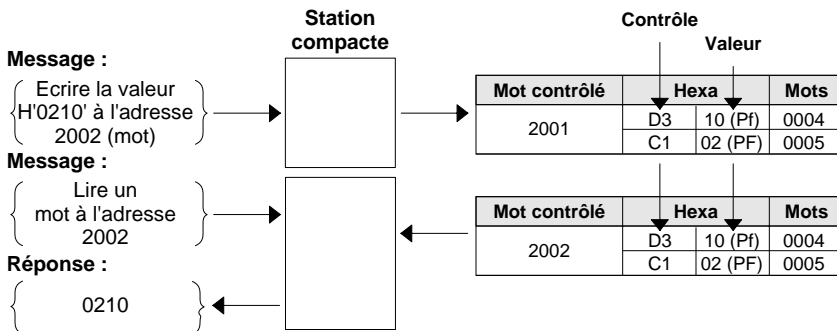 Station
compacte
Contrôle
Valeur
Message :
Ecrire la valeur
H'0210' à l'adresse
2002 (mot)
Mot contrôlé Hexa Mots
2001 D3 10 (Pf) 0004
C1 02 (PF) 0005
Message :
Lire un
mot à l'adresse
2002
Mot contrôlé Hexa Mots
2002 D3 10 (Pf) 0004
C1 02 (PF) 0005
Réponse :
0210